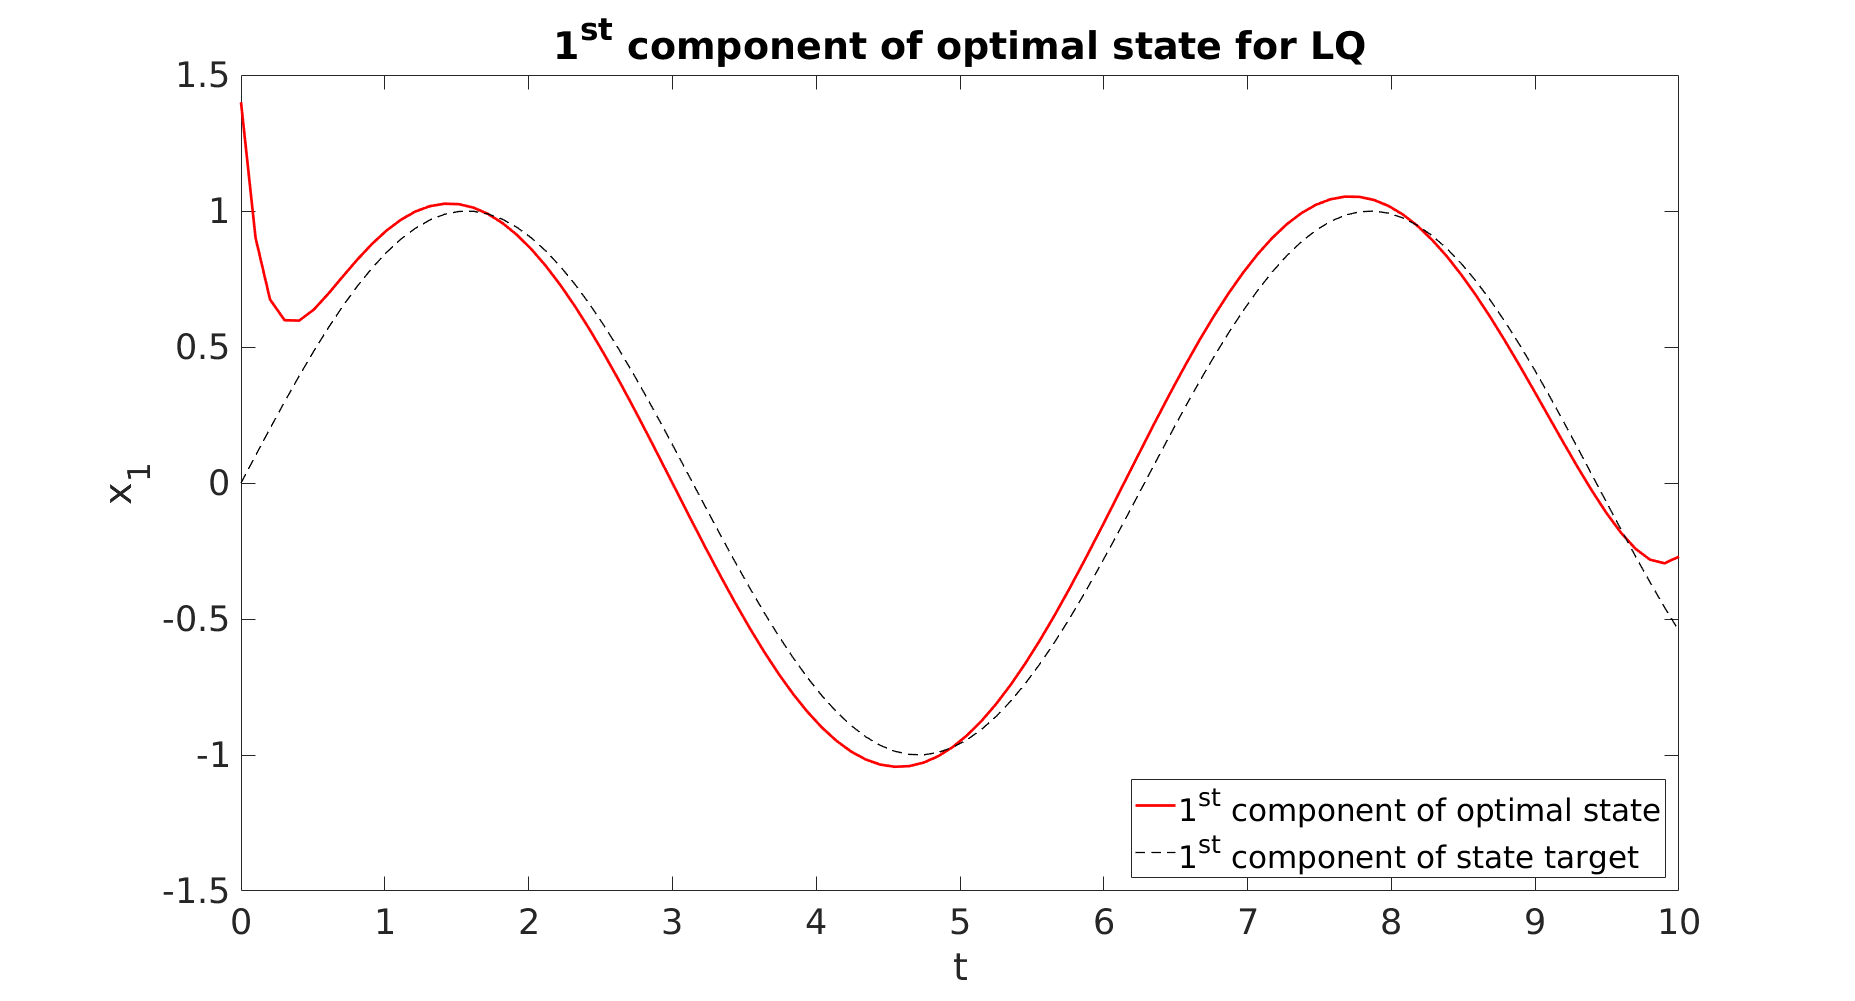 1st component of optimal state for LQ
1.5
1
0.5
0
-0.5
-1
-1.5
x1
1st component of optimal state
1st component of state target
0 1 2 3 4 5 6 7 8 9 10
t